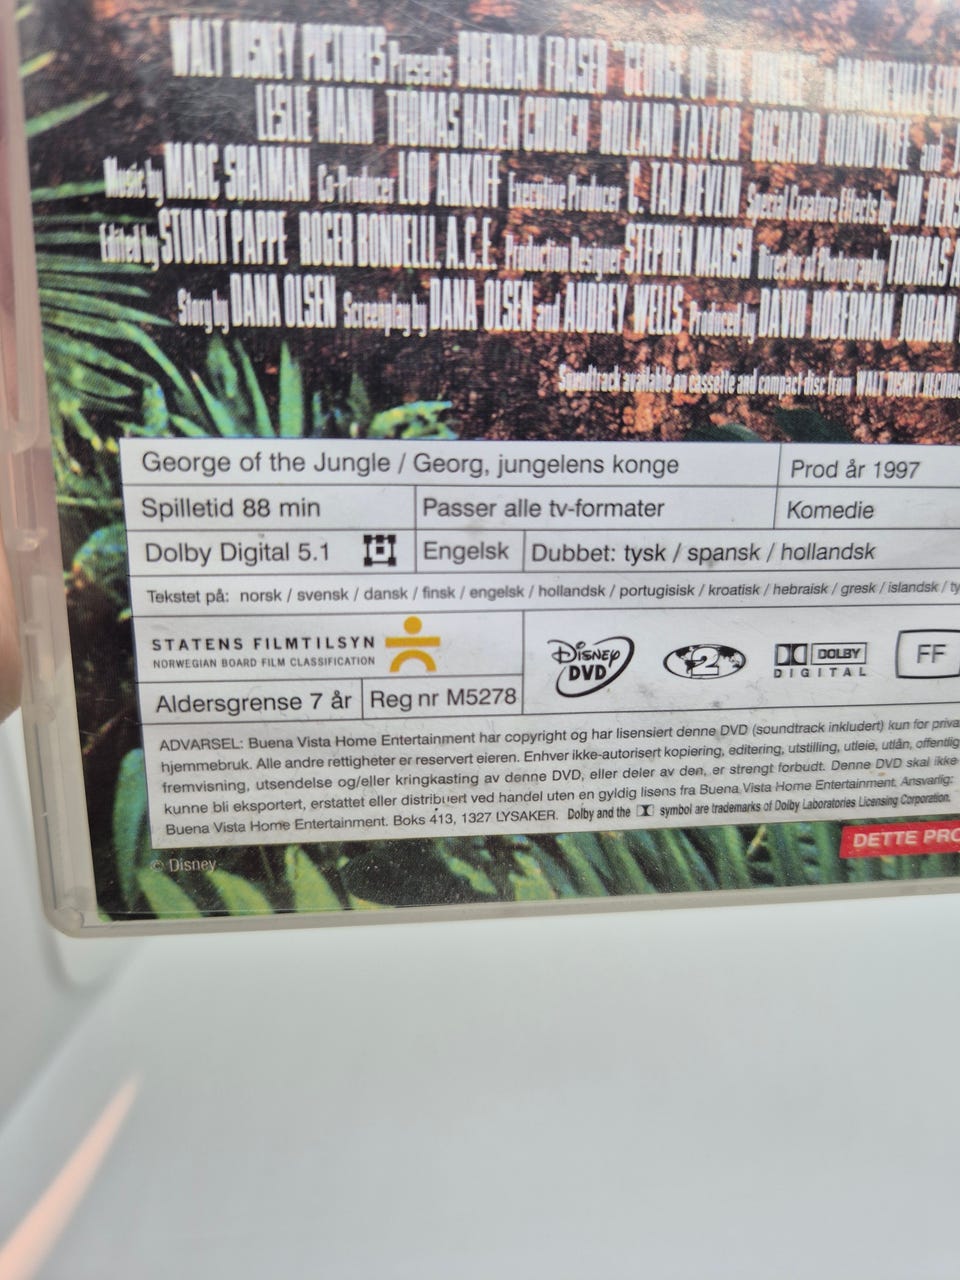 WALT DISNEY PICTURES Presents BRENDAN FRASER "GEORGE OF THE JUNGLE" MANDEVILLE
LESLIE MANN THOMAS HADEN CHURCH HOLLAND TAYLOR RICHARD ROUNDTREE and
Music by MARC SHAIMAN Co-Producer LOU ARKOFF Executive Producer C. TAD DEVLIN Special Creature Effects by JIM
Edited by STUART PAPPE ROGER BONDELLI. A.C.E. Production Designer STEPHEN MARSH Director of Photography THOMAS
Story by DANA OLSEN Screenplay by DANA OLSEN and AUDREY WELLS Produced by DAVID HOBERMAN JORDAN
Soundtrack available on cassette and compact disc from WALT DISNEY RECORDS
George of the Jungle / Georg, jungelens konge Prod år 1997
Spilletid 88 min Passer alle tv-formater Komedie
Dolby Digital 5.1 Engelsk Dubbet: tysk / spansk / hollandsk
Tekstet på: norsk / svensk / dansk / finsk / engelsk / hollandsk / portugisisk / kroatisk / hebraisk / gresk / islandsk / ty
STATENS FILMTILSYN
NORWEGIAN BOARD FILM CLASSIFICATION
Disney DVD 2 DOLBY DIGITAL FF
Aldersgrense 7 år Reg nr M5278
ADVARSEL: Buena Vista Home Entertainment har copyright og har lisensiert denne DVD (soundtrack inkludert) kun for priva
hjemmebruk. Alle andre rettigheter er reservert eieren. Enhver ikke-autorisert kopiering, editering, utstilling, utleie, utlån, offentlig
fremvisning, utsendelse og/eller kringkasting av denne DVD, eller deler av den, er strengt forbudt. Denne DVD skal ikke
kunne bli eksportert, erstattet eller distribuert ved handel uten en gyldig lisens fra Buena Vista Home Entertainment. Ansvarlig:
Buena Vista Home Entertainment. Boks 413, 1327 LYSAKER. Dolby and the symbol are trademarks of Dolby Laboratories Licensing Corporation.
DETTE PRO
© Disney